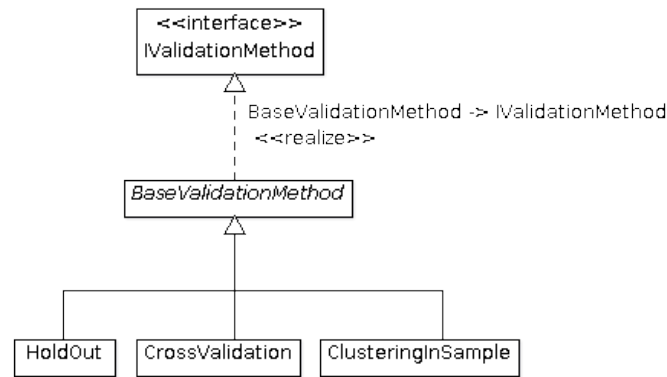 <<interface>>
IValidationMethod
BaseValidationMethod -> IValidationMethod
<<realize>>
BaseValidationMethod
HoldOut
CrossValidation
ClusteringInSample